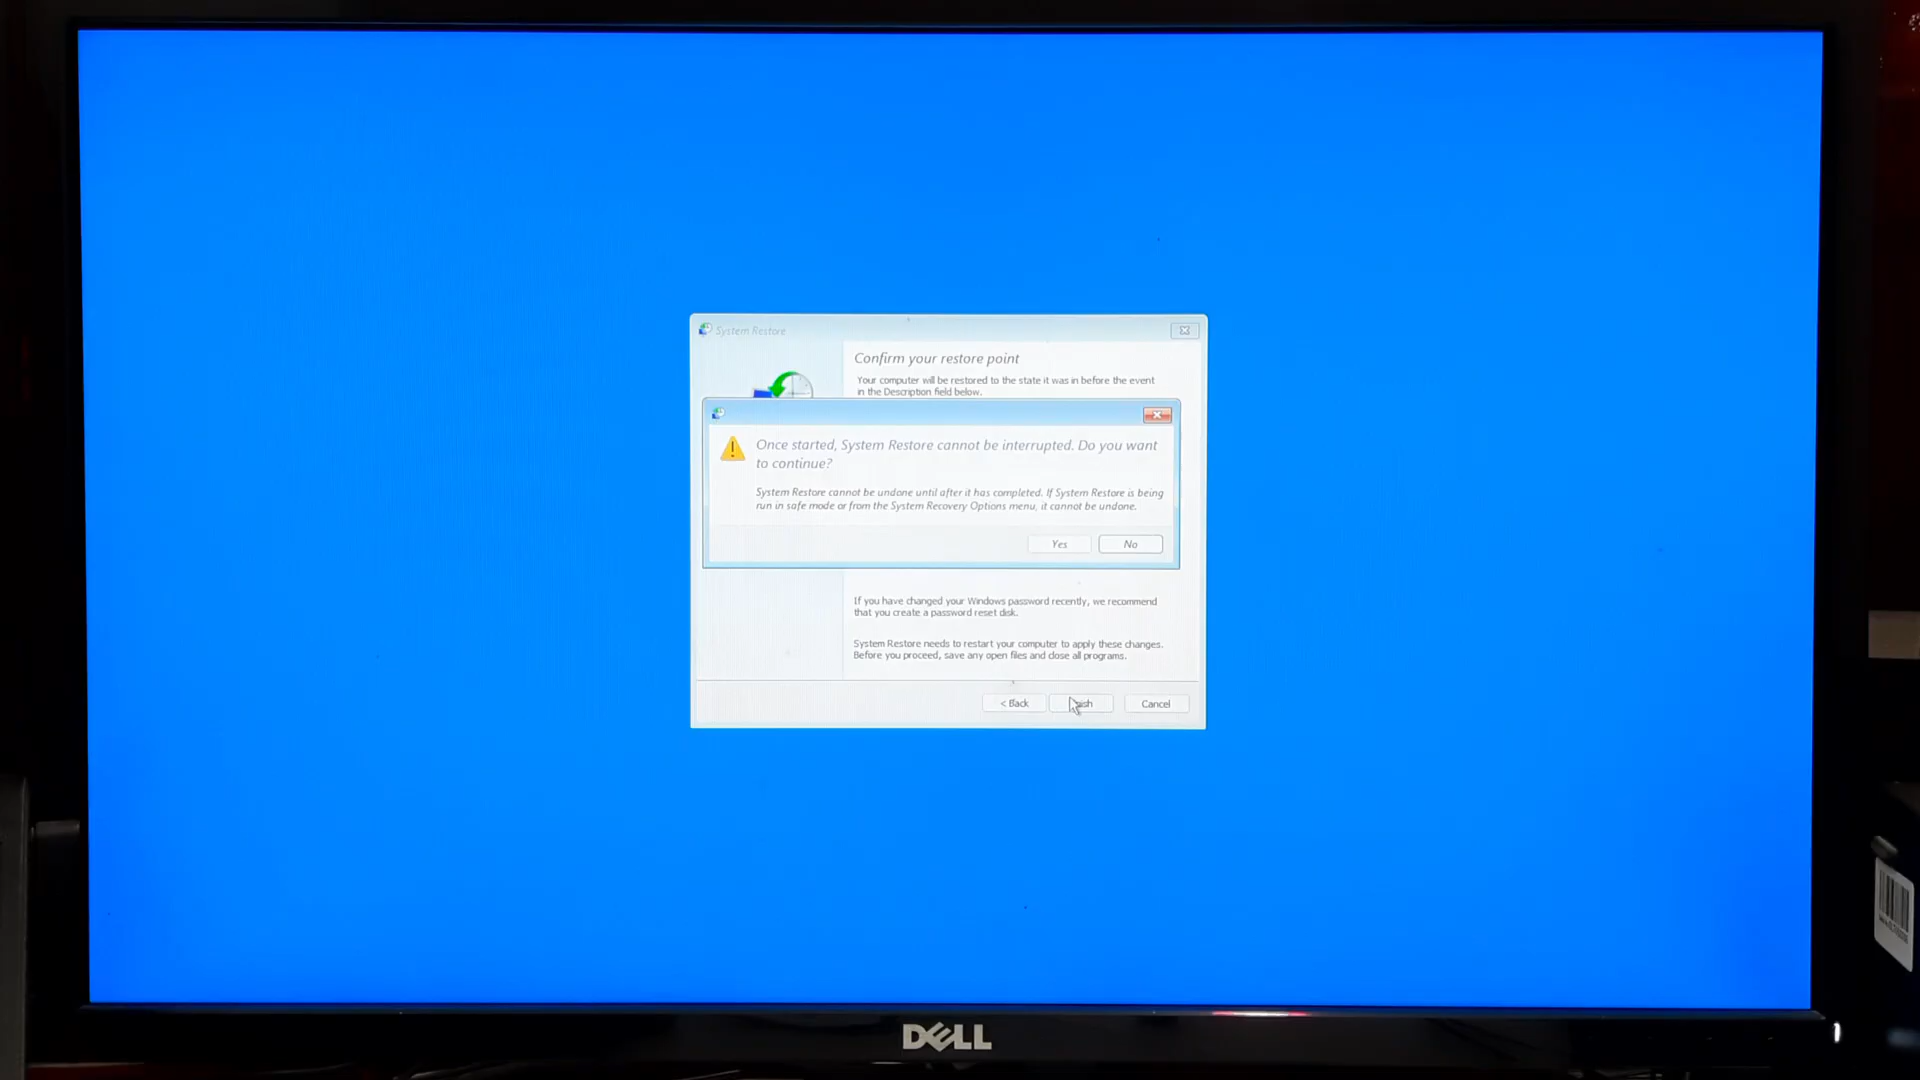 System Restore
Confirm your restore point
Your computer will be restored to the state it was in before the event
in the Description field below.
Once started, System Restore cannot be interrupted. Do you want
to continue?
System Restore cannot be undone until after it has completed. If System Restore is being
run in safe mode or from the System Recovery Options menu, it cannot be undone.
Yes No
If you have changed your Windows password recently, we recommend
that you create a password reset disk.
System Restore needs to restart your computer to apply these changes.
Before you proceed, save any open files and close all programs.
< Back Finish Cancel
DELL